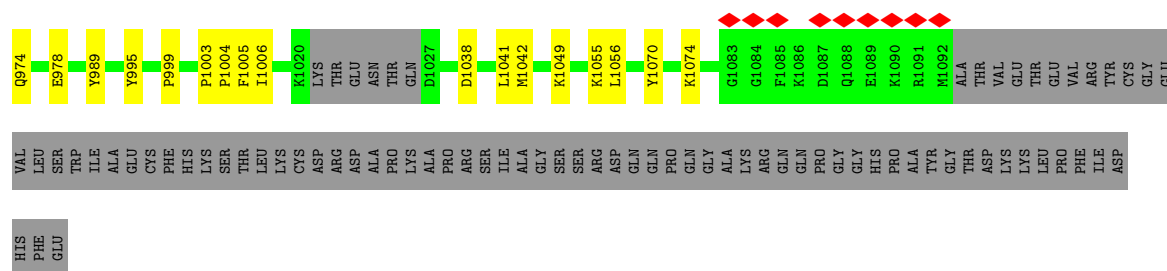 Q974 E978 Y989 Y995 P999 P1003 P1004 F1005 I1006 K1020 LYS THR GLU ASN THR GLN D1027 D1038 L1041 M1042 K1049 K1055 L1056 Y1070 K1074 G1083 G1084 F1085 K1086 D1087 Q1088 E1089 K1090 R1091 M1092 ALA THR VAL GLU THR GLU VAL ARG TYR CYS GLY GLU
VAL LEU SER TRP ILE ALA GLU CYS PHE HIS LYS SER THR LEU LYS CYS ASP ARG ASP ALA PRO LYS ALA PRO ARG SER ILE ALA GLY SER SER ARG ASP GLN GLN PRO GLN GLY ALA LYS ARG GLN GLN PRO GLY GLY HIS PRO ALA TYR GLY THR ASP LYS LYS LEU PRO PHE ILE ASP
HIS PHE GLU